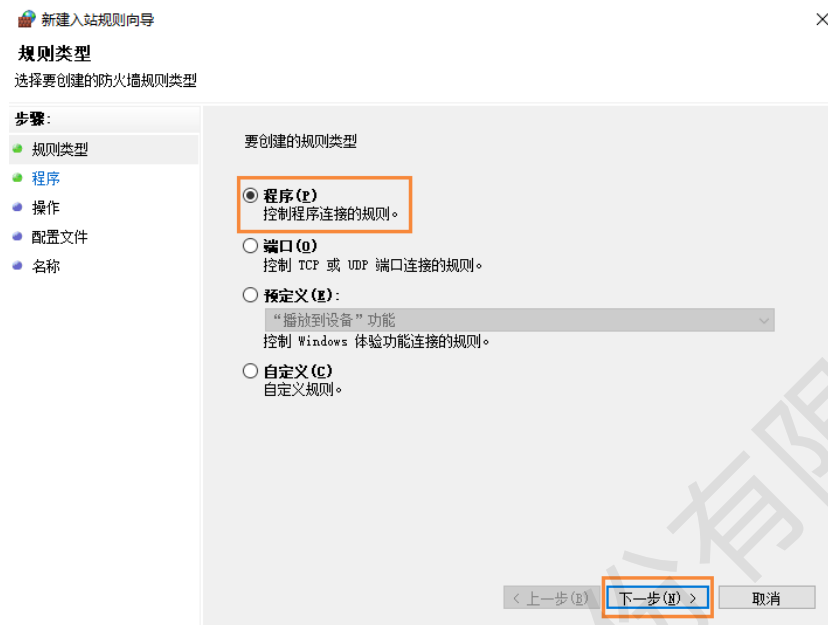 新建入站规则向导
规则类型
选择要创建的防火墙规则类型
步骤:
规则类型
程序
操作
配置文件
名称
要创建的规则类型
程序(P)
控制程序连接的规则。
端口(O)
控制 TCP 或 UDP 端口连接的规则。
预定义(E):
“播放到设备”功能
控制 Windows 体验功能连接的规则。
自定义(C)
自定义规则。
< 上一步(B)
下一步(N) >
取消
份有限